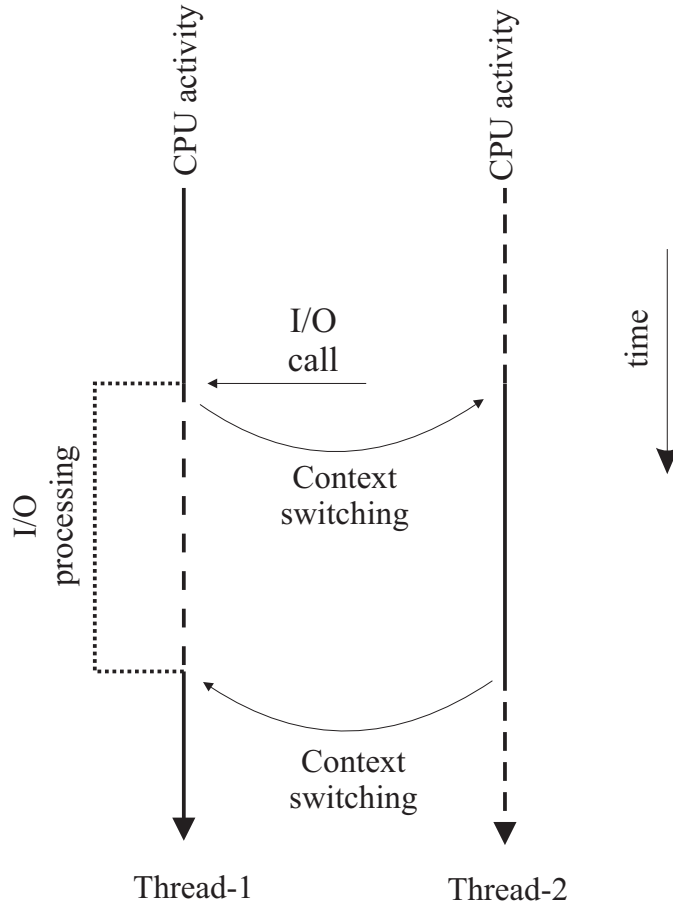 CPU activity
CPU activity
I/O
call
time
Context
switching
I/O
processing
Context
switching
Thread-1
Thread-2